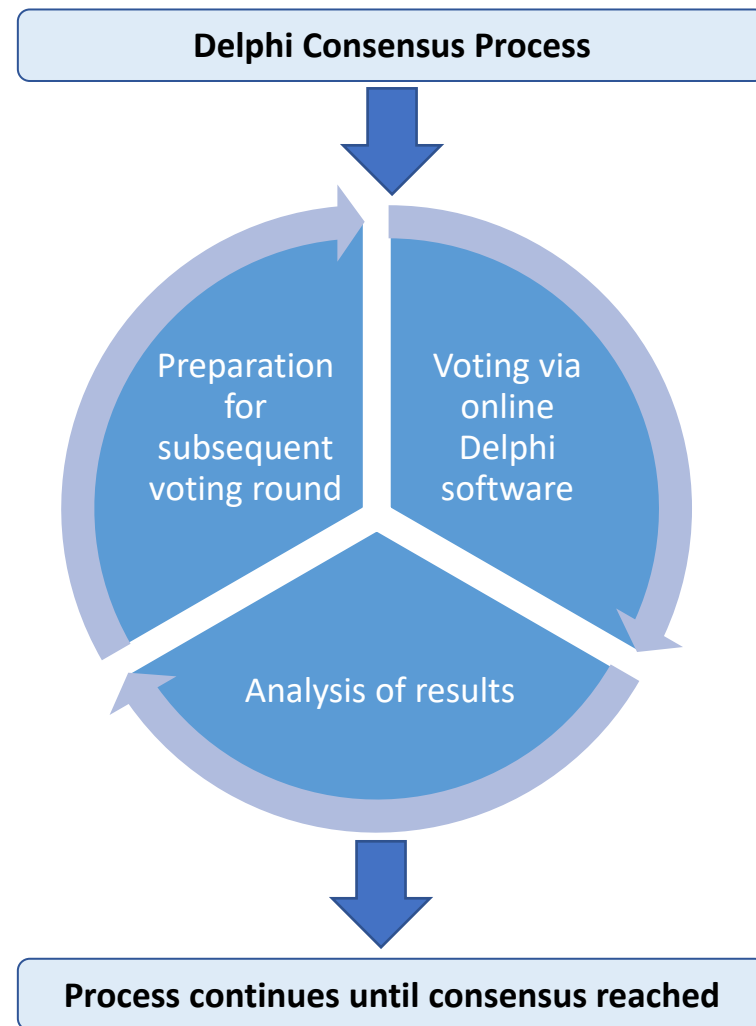 Delphi Consensus Process
Voting via
online
Delphi
software
Analysis of results
Preparation
for
subsequent
voting round
Process continues until consensus reached